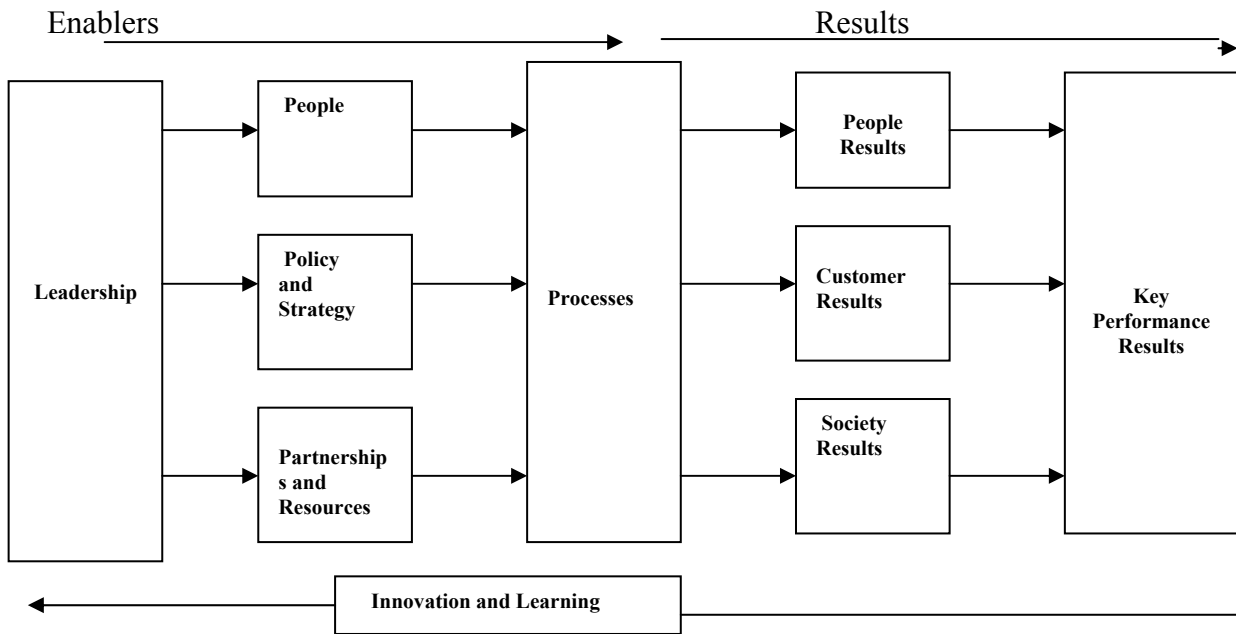 Enablers
Results
Leadership
People
Policy
and
Strategy
Partnership
s and
Resources
Processes
People
Results
Customer
Results
Society
Results
Key
Performance
Results
Innovation and Learning